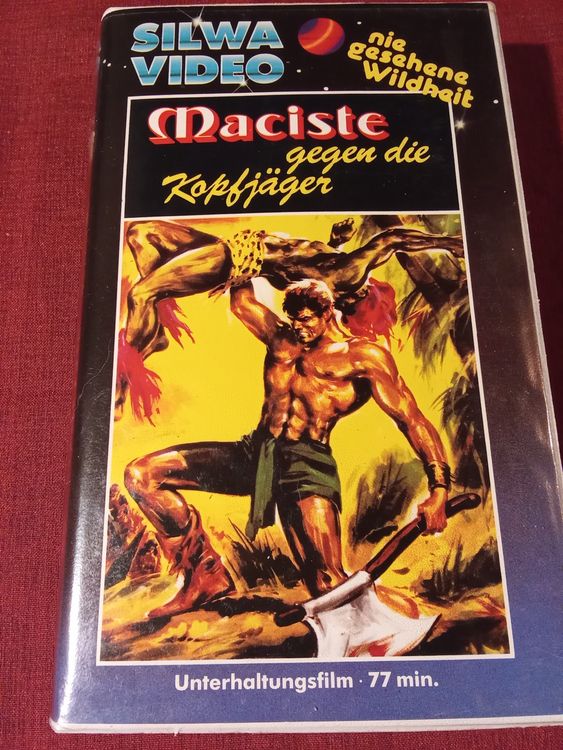 SILWA
VIDEO
nie
gesehene
Wildheit
Maciste
gegen die
Kopfjäger
Unterhaltungsfilm · 77 min.